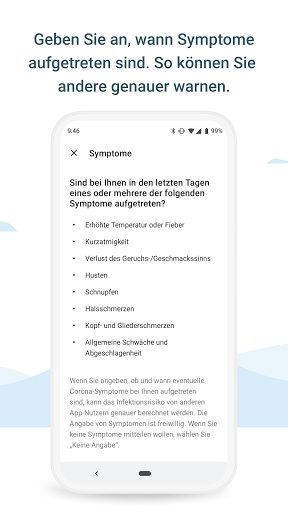 Geben Sie an, wann Symptome
aufgetreten sind. So können Sie
andere genauer warnen.
9:46
99%
Symptome
Sind bei Ihnen in den letzten Tagen
eines oder mehrere der folgenden
Symptome aufgetreten?
• Erhöhte Temperatur oder Fieber
• Kurzatmigkeit
• Verlust des Geruchs-/Geschmackssinns
• Husten
• Schnupfen
• Halsschmerzen
• Kopf- und Gliederschmerzen
• Allgemeine Schwäche und
Abgeschlagenheit
Wenn Sie angeben, ob und wann eventuelle
Corona-Symptome bei Ihnen aufgetreten
sind, kann das Infektionsrisiko von anderen
App-Nutzern genauer berechnet werden. Die
Angabe von Symptomen ist freiwillig. Wenn Sie
keine Symptome mitteilen wollen, wählen Sie
„Keine Angabe“.